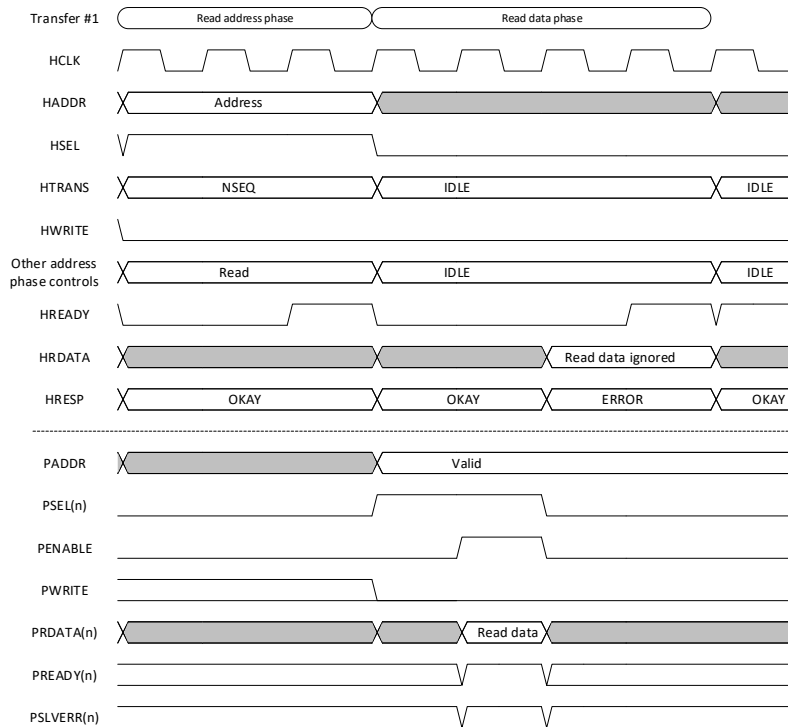 Transfer #1 Read address phase Read data phase
HCLK
HADDR Address
HSEL
HTRANS NSEQ IDLE IDLE
HWRITE
Other address
phase controls Read IDLE IDLE
HREADY
HRDATA Read data ignored
HRESP OKAY OKAY ERROR OKAY
PADDR Valid
PSEL(n)
PENABLE
PWRITE
PRDATA(n) Read data
PREADY(n)
PSLVERR(n)